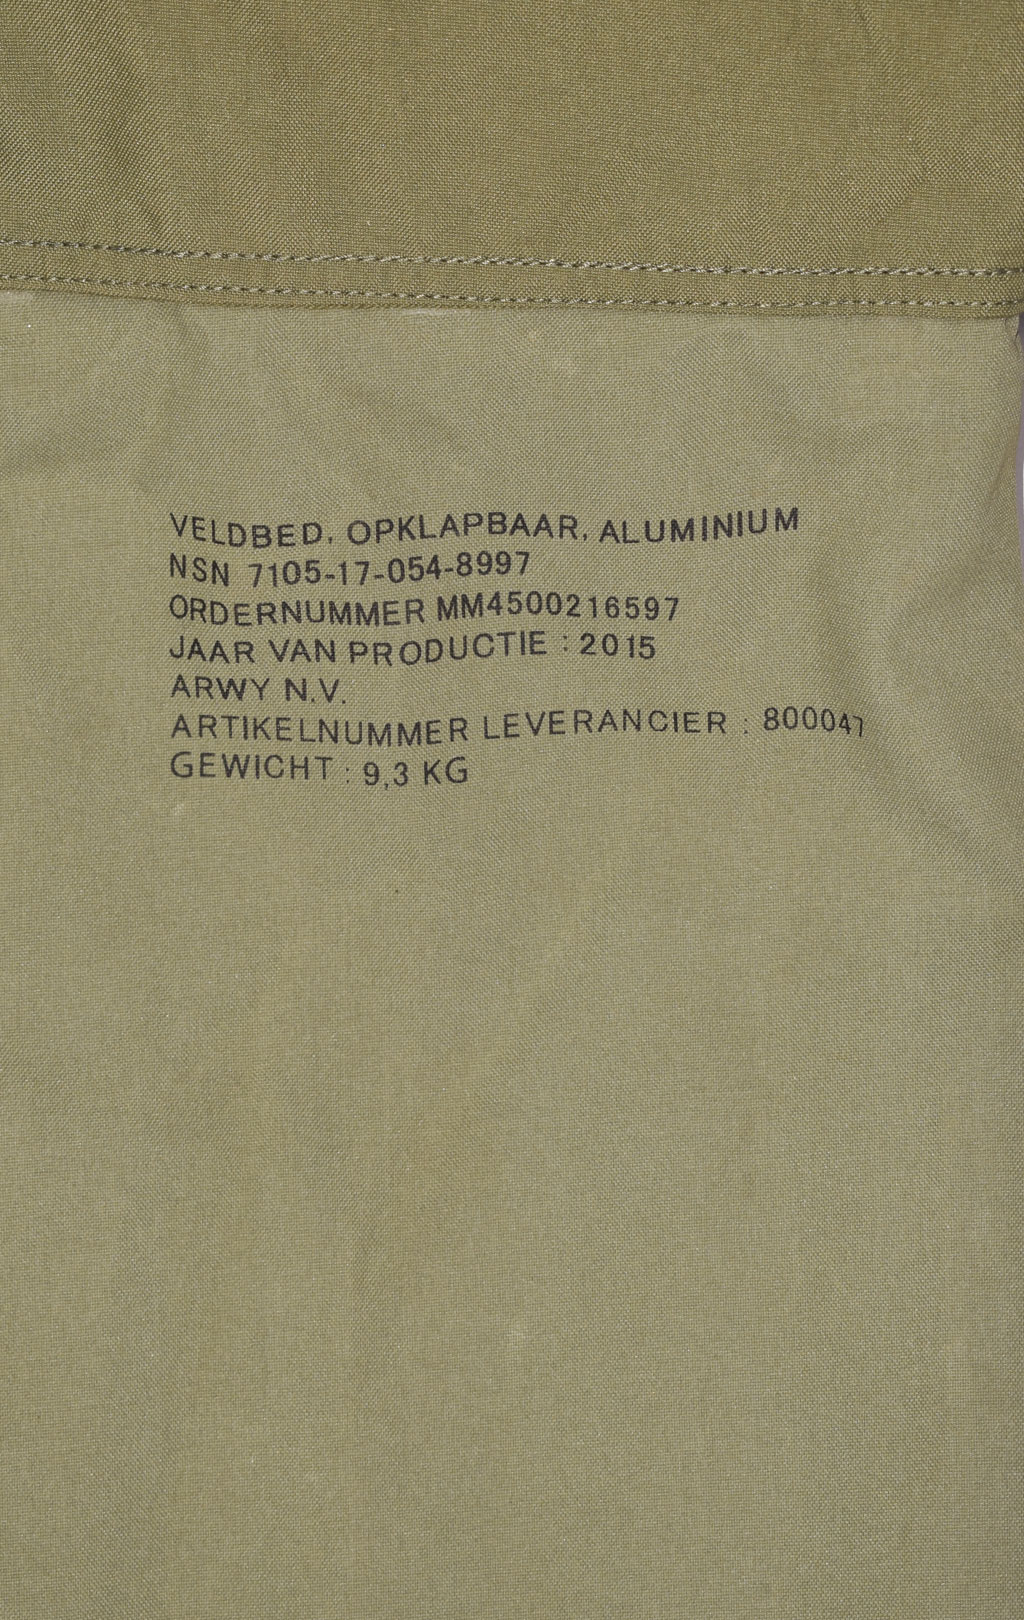 VELDBED, OPKLAPBAAR, ALUMINIUM
NSN 7105-17-054-8997
ORDERNUMMER MM4500216597
JAAR VAN PRODUCTIE : 2015
ARWY N.V.
ARTIKELNUMMER LEVERANCIER : 800047
GEWICHT : 9,3 KG